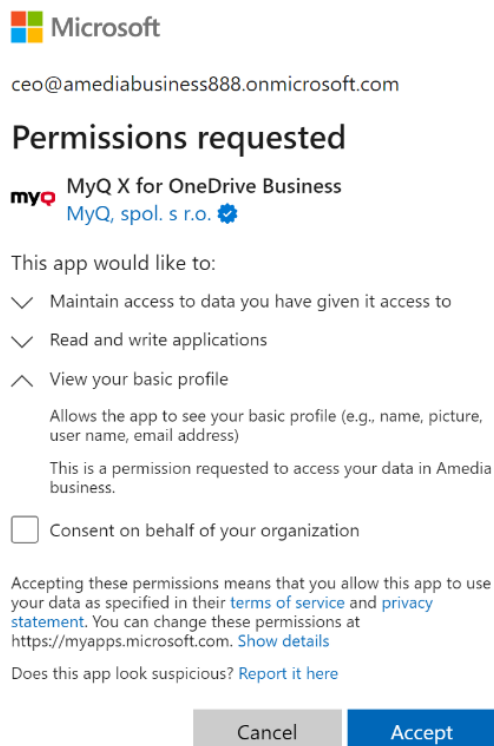 Microsoft
ceo@amediabusiness888.onmicrosoft.com
Permissions requested
myQ
MyQ X for OneDrive Business
MyQ, spol. s r.o.
This app would like to:
Maintain access to data you have given it access to
Read and write applications
View your basic profile
Allows the app to see your basic profile (e.g., name, picture,
user name, email address)
This is a permission requested to access your data in Amedia
business.
Consent on behalf of your organization
Accepting these permissions means that you allow this app to use
your data as specified in their terms of service and privacy
statement. You can change these permissions at
https://myapps.microsoft.com. Show details
Does this app look suspicious? Report it here
Cancel
Accept